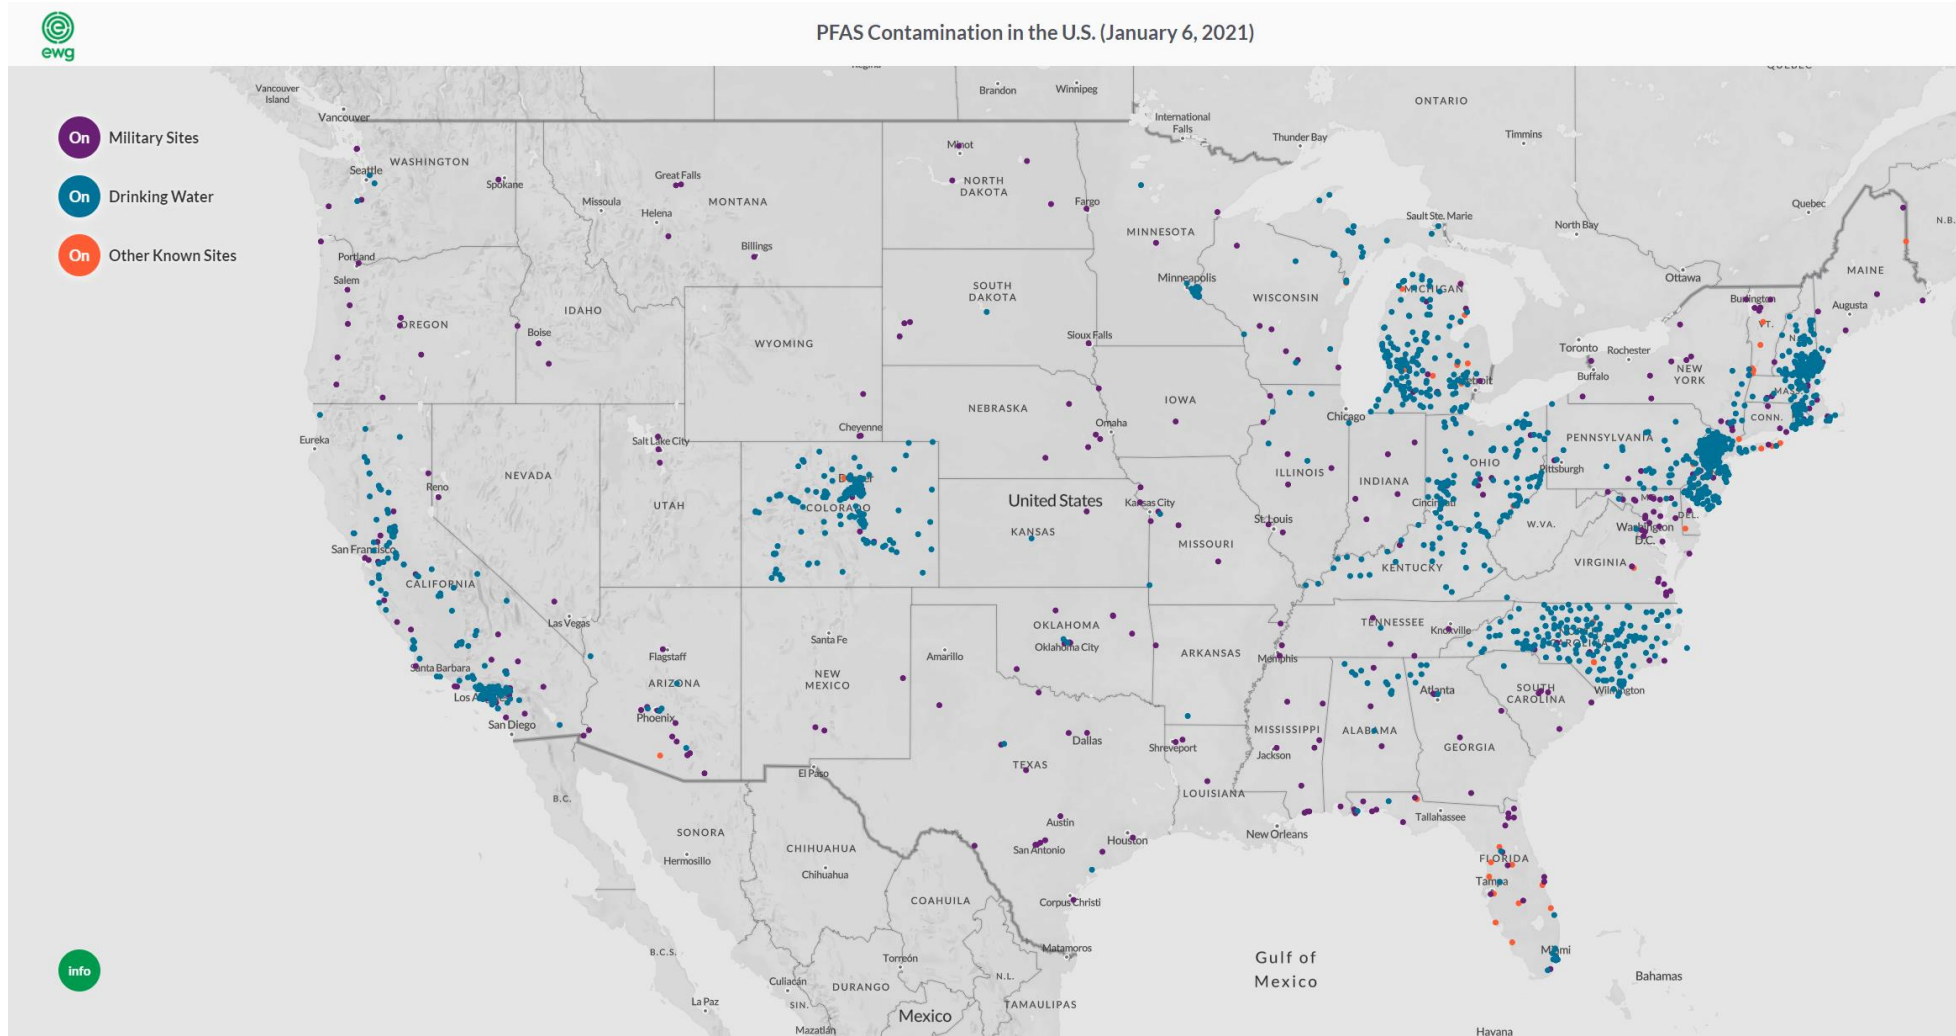 ewg
PFAS Contamination in the U.S. (January 6, 2021)
On Military Sites
On Drinking Water
On Other Known Sites
info
Vancouver
Island
Vancouver
Brandon
Winnipeg
ONTARIO
International
Falls
Thunder Bay
Timmins
Seattle
WASHINGTON
Spokane
Great Falls
Missoula
Helena
MONTANA
Billings
Minot
NORTH
DAKOTA
Fargo
MINNESOTA
Sault Ste. Marie
North Bay
Quebec
N.B.
Portland
Salem
OREGON
IDAHO
Boise
WYOMING
SOUTH
DAKOTA
Sioux Falls
Minneapolis
WISCONSIN
MICHIGAN
Ottawa
Burlington
MAINE
Augusta
VT.
Toronto
Rochester
Buffalo
NEW
YORK
MASS.
CONN.
Eureka
Reno
NEVADA
Salt Lake City
UTAH
Cheyenne
NEBRASKA
Omaha
IOWA
Chicago
Detroit
PENNSYLVANIA
Pittsburgh
OHIO
INDIANA
ILLINOIS
Denver
COLORADO
United States
KANSAS
Kansas City
St. Louis
MISSOURI
Cincinnati
W.VA.
DEL.
Washington
D.C.
VIRGINIA
KENTUCKY
San Francisco
CALIFORNIA
Las Vegas
Santa Barbara
Los Angeles
San Diego
Flagstaff
ARIZONA
Phoenix
Santa Fe
NEW
MEXICO
Amarillo
OKLAHOMA
Oklahoma City
ARKANSAS
Memphis
TENNESSEE
Knoxville
NORTH
CAROLINA
Wilmington
SOUTH
CAROLINA
Atlanta
GEORGIA
ALABAMA
MISSISSIPPI
Jackson
Shreveport
LOUISIANA
Dallas
TEXAS
El Paso
Austin
San Antonio
Houston
New Orleans
Tallahassee
FLORIDA
Tampa
Miami
Corpus Christi
Matamoros
Gulf of
Mexico
Bahamas
Havana
B.C.
SONORA
Hermosillo
CHIHUAHUA
Chihuahua
COAHUILA
B.C.S.
La Paz
Culiacán
SIN.
Mazatlán
DURANGO
Torreón
N.L.
TAMAULIPAS
Mexico